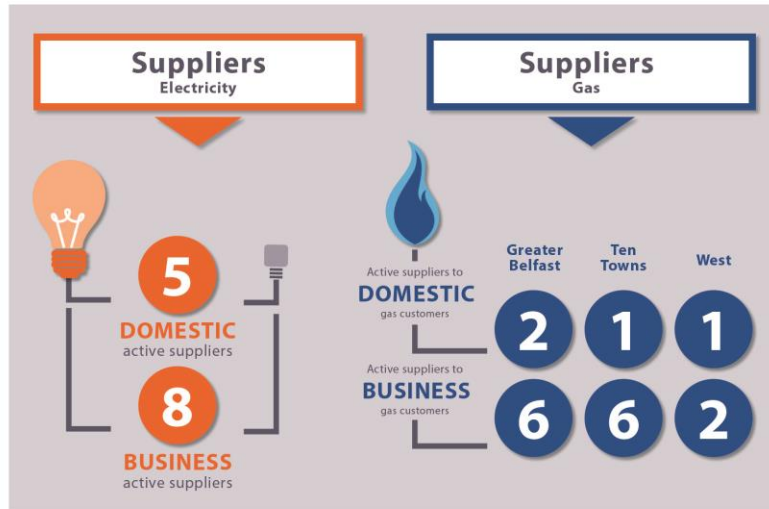 Suppliers
Electricity
5
DOMESTIC
active suppliers
8
BUSINESS
active suppliers
Suppliers
Gas
Greater
Belfast
Ten
Towns
West
Active suppliers to
DOMESTIC
gas customers
2 1 1
Active suppliers to
BUSINESS
gas customers
6 6 2